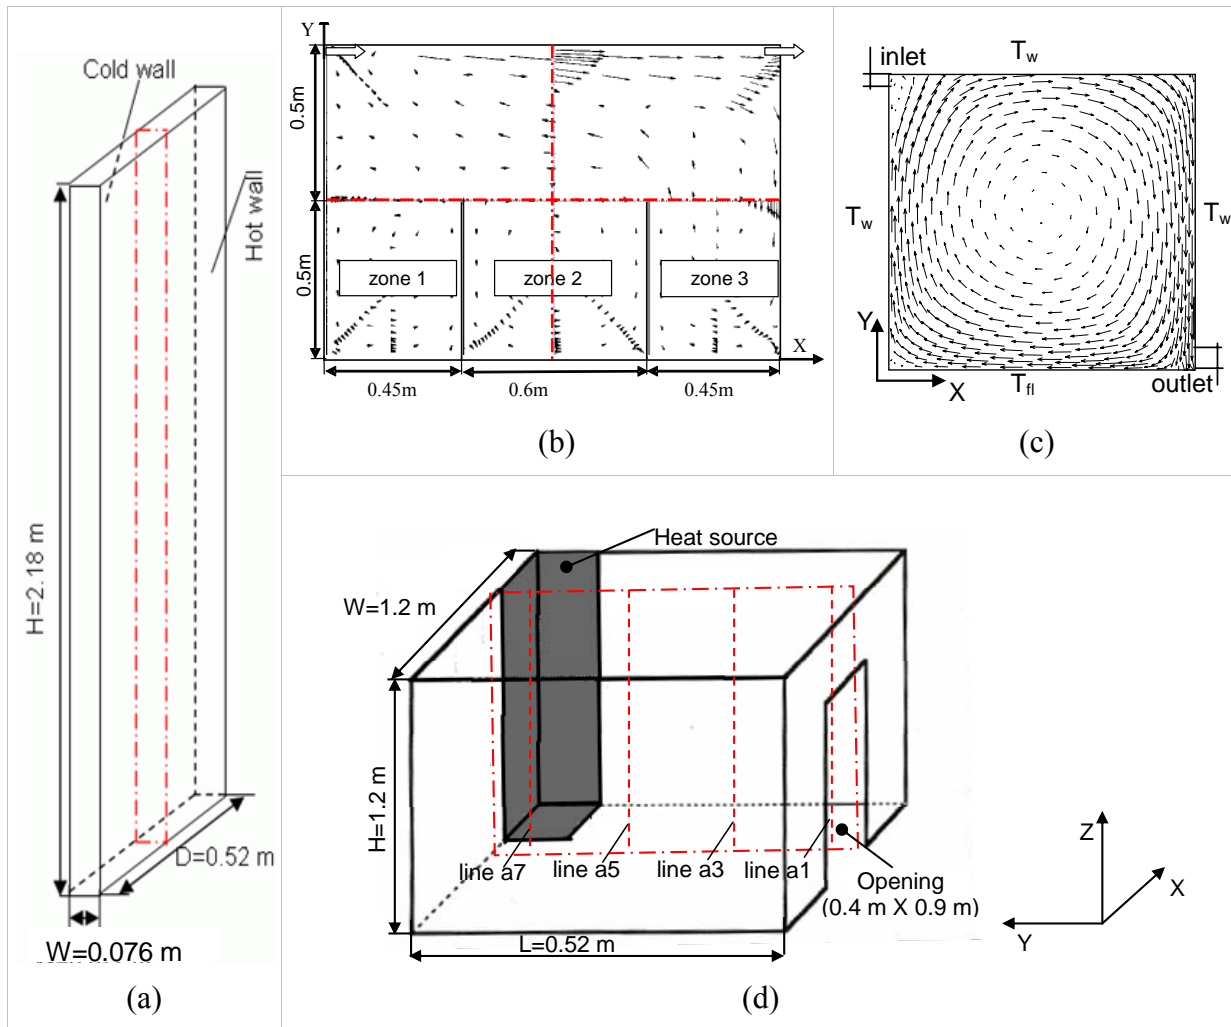 Cold wall
Hot wall
H=2.18 m
D=0.52 m
W=0.076 m
(a)
Y
0.5m
0.5m
zone 1
zone 2
zone 3
X
0.45m
0.6m
0.45m
(b)
inlet
Tw
Tw
Tw
Y
X
Tfl
outlet
(c)
Heat source
W=1.2 m
H=1.2 m
line a7
line a5
line a3
line a1
Opening
(0.4 m X 0.9 m)
L=0.52 m
Z
X
Y
(d)